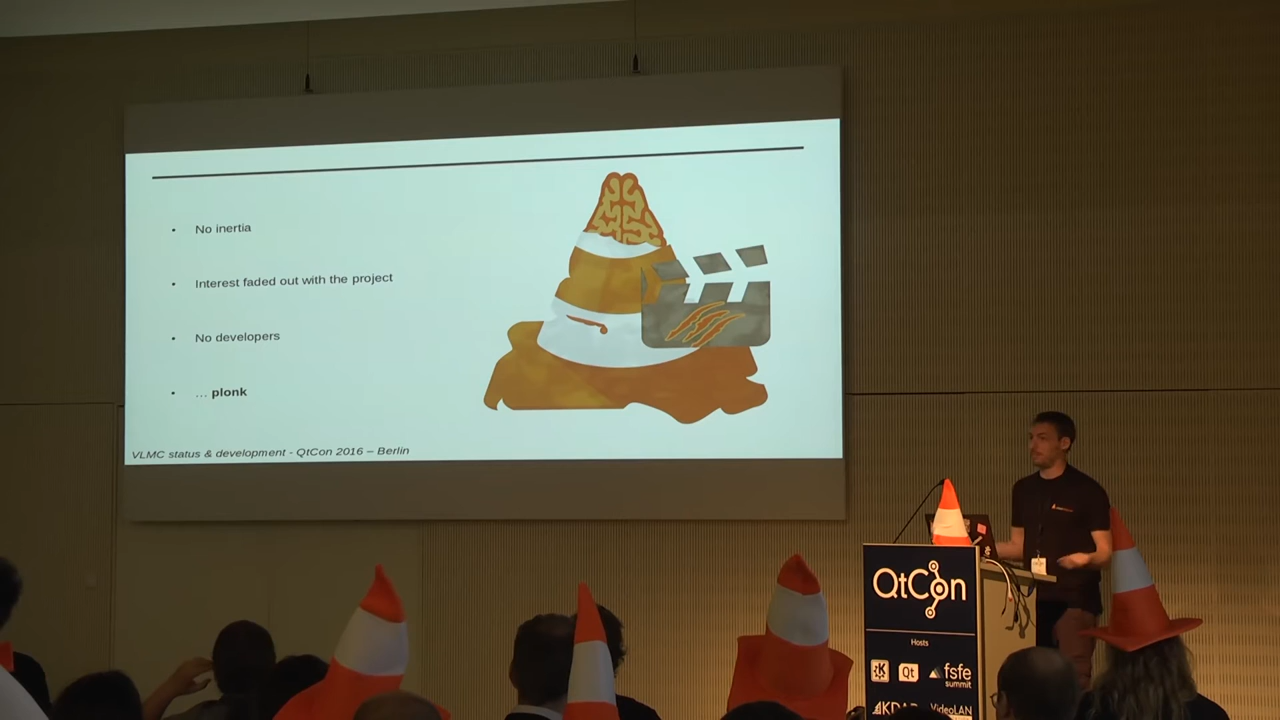 No inertia
Interest faded out with the project
No developers
... plonk
VLMC status & development - QtCon 2016 – Berlin
QtCon
Hosts
Qt
fsfe
summit
VideoLAN